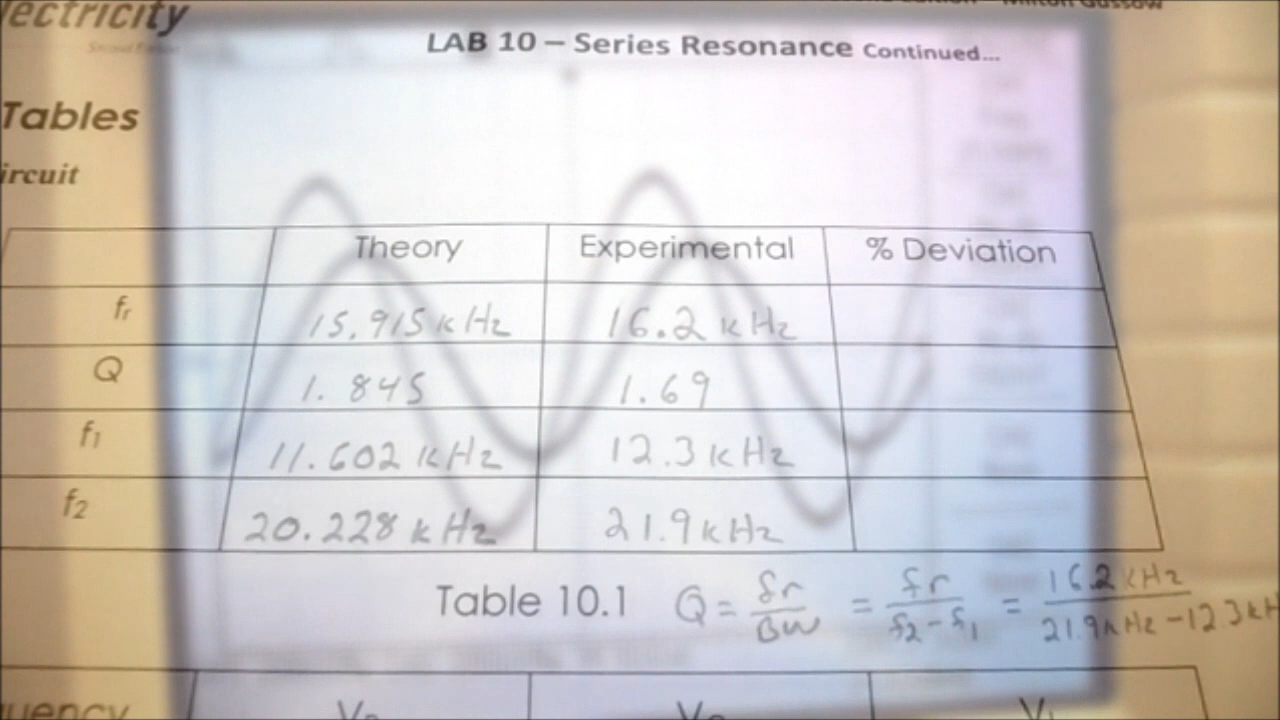 ectricity
LAB 10 – Series Resonance Continued...
Tables
ircuit
Theory Experimental % Deviation
fr 15.915 kHz 16.2 kHz
Q 1.845 1.69
f1 11.602 kHz 12.3 kHz
f2 20.228 kHz 21.9 kHz
Table 10.1 Q = fr/BW = fr/f2-f1 = 16.2 kHz/21.9 kHz - 12.3 kH
uency